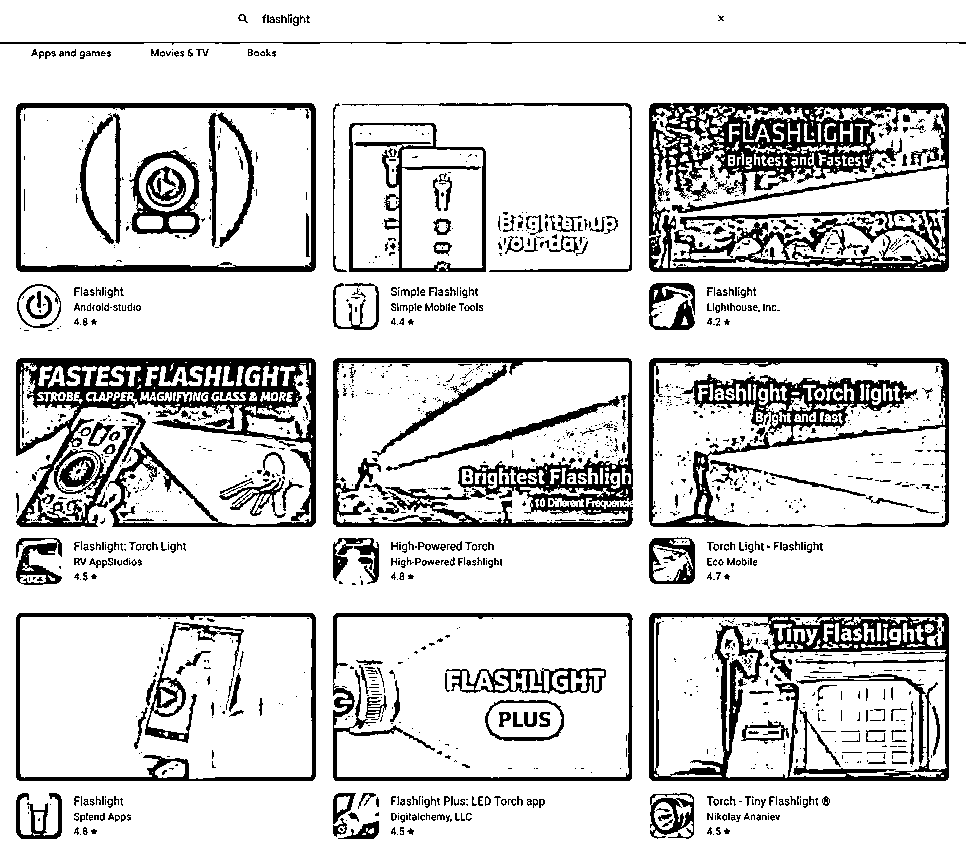 flashlight ×
Apps and games Movies & TV Books
Brighten up
your day
FLASHLIGHT
Brightest and Fastest
Flashlight
Android-studio
4.8 ★
Simple Flashlight
Simple Mobile Tools
4.4 ★
Flashlight
Lighthouse, Inc.
4.2 ★
FASTEST FLASHLIGHT
STROBE, CLAPPER, MAGNIFYING GLASS & MORE
Brightest Flashligh
10 Different Frequenc
Flashlight - Torch light
Bright and fast
2023
Flashlight: Torch Light
RV AppStudios
4.5 ★
High-Powered Torch
High-Powered Flashlight
4.8 ★
Torch Light - Flashlight
Eco Mobile
4.7 ★
FLASHLIGHT
PLUS
Tiny Flashlight®
Flashlight
Splend Apps
4.8 ★
Flashlight Plus: LED Torch app
Digitalchemy, LLC
4.5 ★
Torch - Tiny Flashlight ®
Nikolay Ananiev
4.5 ★